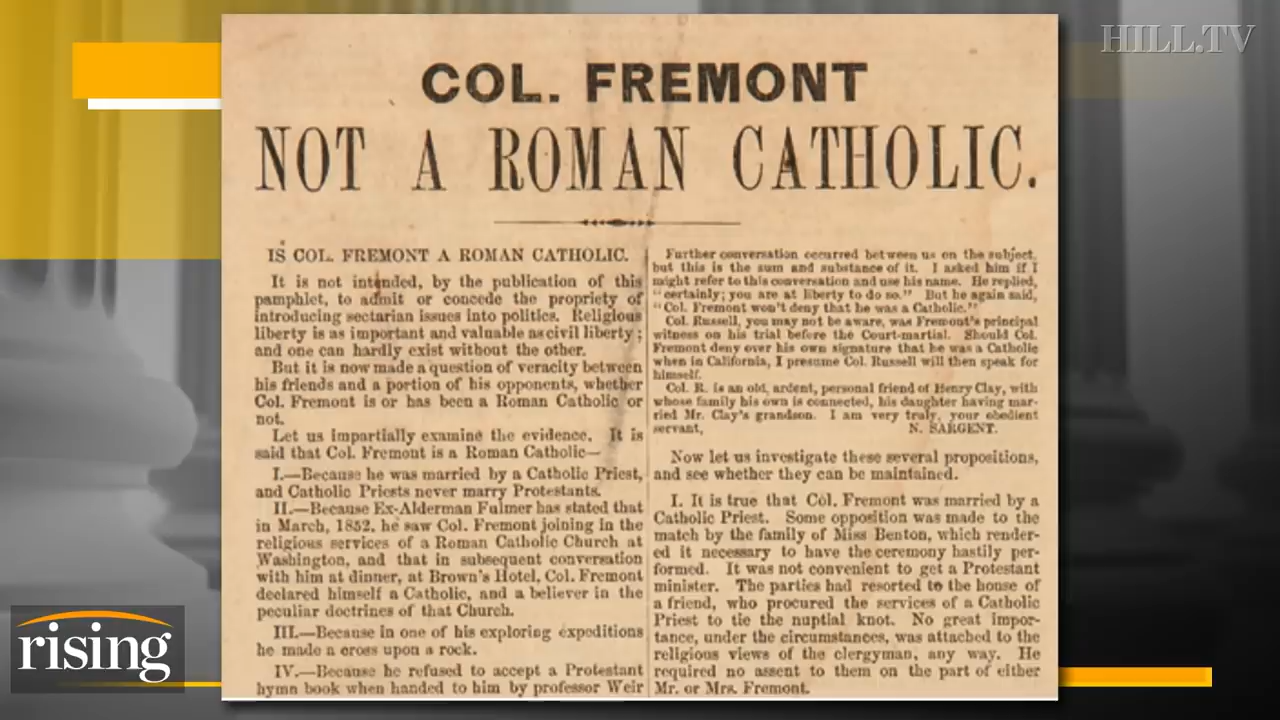 HILL.TV
COL. FREMONT
NOT A ROMAN CATHOLIC.
IS COL. FREMONT A ROMAN CATHOLIC.
It is not intended, by the publication of this
pamphlet, to admit or concede the propriety of
introducing sectarian issues into politics. Religious
liberty is as important and valuable as civil liberty;
and one can hardly exist without the other.
But it is now made a question of veracity between
his friends and a portion of his opponents, whether
Col. Fremont is or has been a Roman Catholic or
not.
Let us impartially examine the evidence. It is
said that Col. Fremont is a Roman Catholic—
I.—Because he was married by a Catholic Priest,
and Catholic Priests never marry Protestants.
II.—Because Ex-Alderman Fulmer has stated that
in March, 1852, he saw Col. Fremont joining in the
religious services of a Roman Catholic Church at
Washington, and that in subsequent conversation
with him at dinner, at Brown's Hotel, Col. Fremont
declared himself a Catholic, and a believer in the
peculiar doctrines of that Church.
III.—Because in one of his exploring expeditions
he made a cross upon a rock.
IV.—Because he refused to accept a Protestant
hymn book when handed to him by professor Weir
Further conversation occurred between us on the subject,
but this is the sum and substance of it. I asked him if I
might refer to this conversation and use his name. He replied,
"certainly; you are at liberty to do so." But he again said,
"Col. Fremont won't deny that he was a Catholic."
Col. Russell, you may not be aware, was Fremont's principal
witness on his trial before the Court-martial. Should Col.
Fremont deny over his own signature that he was a Catholic
when in California, I presume Col. Russell will then speak for
himself.
Col. R. is an old, ardent, personal friend of Henry Clay, with
whose family his own is connected, his daughter having mar-
ried Mr. Clay's grandson. I am very truly, your obedient
servant, N. SARGENT.
Now let us investigate these several propositions,
and see whether they can be maintained.
I. It is true that Col. Fremont was married by a
Catholic Priest. Some opposition was made to the
match by the family of Miss Benton, which render-
ed it necessary to have the ceremony hastily per-
formed. It was not convenient to get a Protestant
minister. The parties had resorted to the house of
a friend, who procured the services of a Catholic
Priest to tie the nuptial knot. No great impor-
tance, under the circumstances, was attached to the
religious views of the clergyman, any way. He
required no assent to them on the part of either
Mr. or Mrs. Fremont.
rising